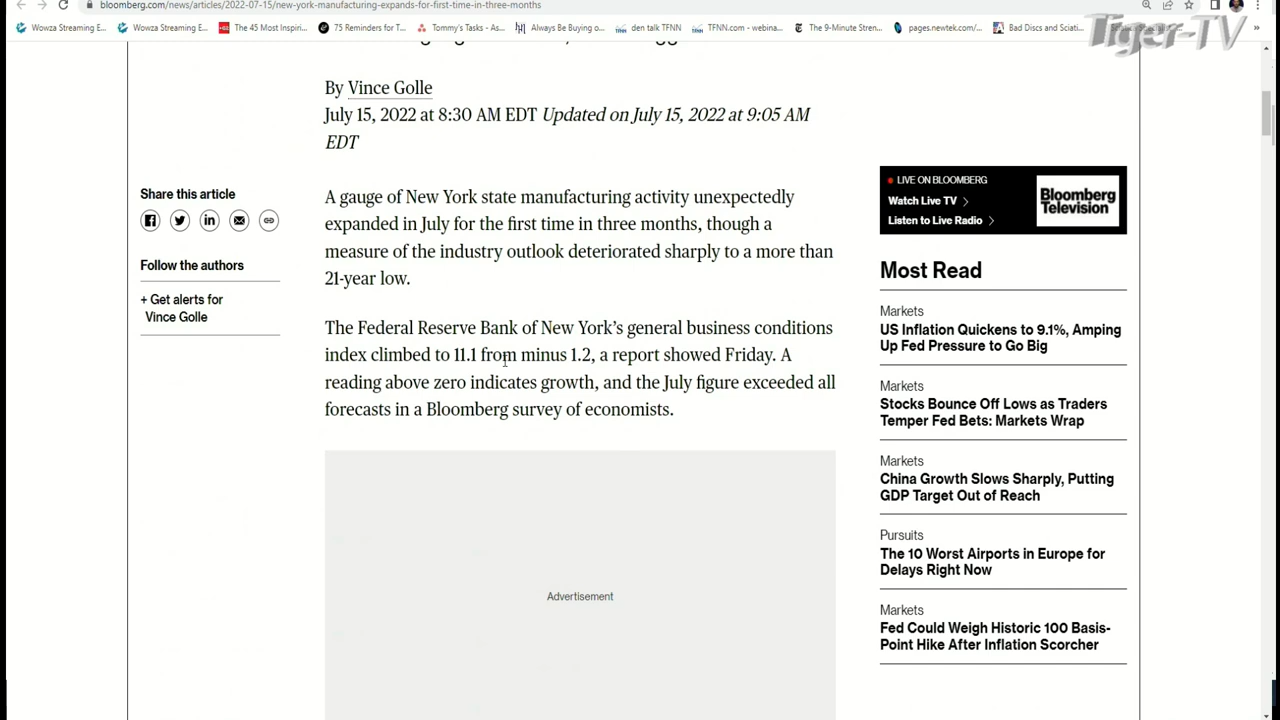 bloomberg.com/news/articles/2022-07-15/new-york-manufacturing-expands-for-first-time-in-three-months
Wowza Streaming E... Wowza Streaming E... The 45 Most Inspiri... 75 Reminders for T... Tommy's Tasks - As... Always Be Buying o... den talk TFNN TFNN.com - webina... The 9-Minute Stren... pages.newtek.com/... Bad Discs and Sciati... »
Tiger-TV
By Vince Golle
July 15, 2022 at 8:30 AM EDT Updated on July 15, 2022 at 9:05 AM
EDT
Share this article
Follow the authors
+ Get alerts for
Vince Golle
A gauge of New York state manufacturing activity unexpectedly
expanded in July for the first time in three months, though a
measure of the industry outlook deteriorated sharply to a more than
21-year low.
The Federal Reserve Bank of New York's general business conditions
index climbed to 11.1 from minus 1.2, a report showed Friday. A
reading above zero indicates growth, and the July figure exceeded all
forecasts in a Bloomberg survey of economists.
Advertisement
LIVE ON BLOOMBERG
Watch Live TV
Listen to Live Radio
Bloomberg
Television
Most Read
Markets
US Inflation Quickens to 9.1%, Amping
Up Fed Pressure to Go Big
Markets
Stocks Bounce Off Lows as Traders
Temper Fed Bets: Markets Wrap
Markets
China Growth Slows Sharply, Putting
GDP Target Out of Reach
Pursuits
The 10 Worst Airports in Europe for
Delays Right Now
Markets
Fed Could Weigh Historic 100 Basis-
Point Hike After Inflation Scorcher